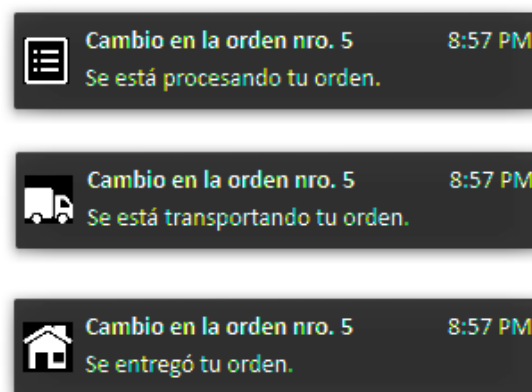 Cambio en la orden nro. 5 8:57 PM
Se está procesando tu orden.
Cambio en la orden nro. 5 8:57 PM
Se está transportando tu orden.
Cambio en la orden nro. 5 8:57 PM
Se entregó tu orden.